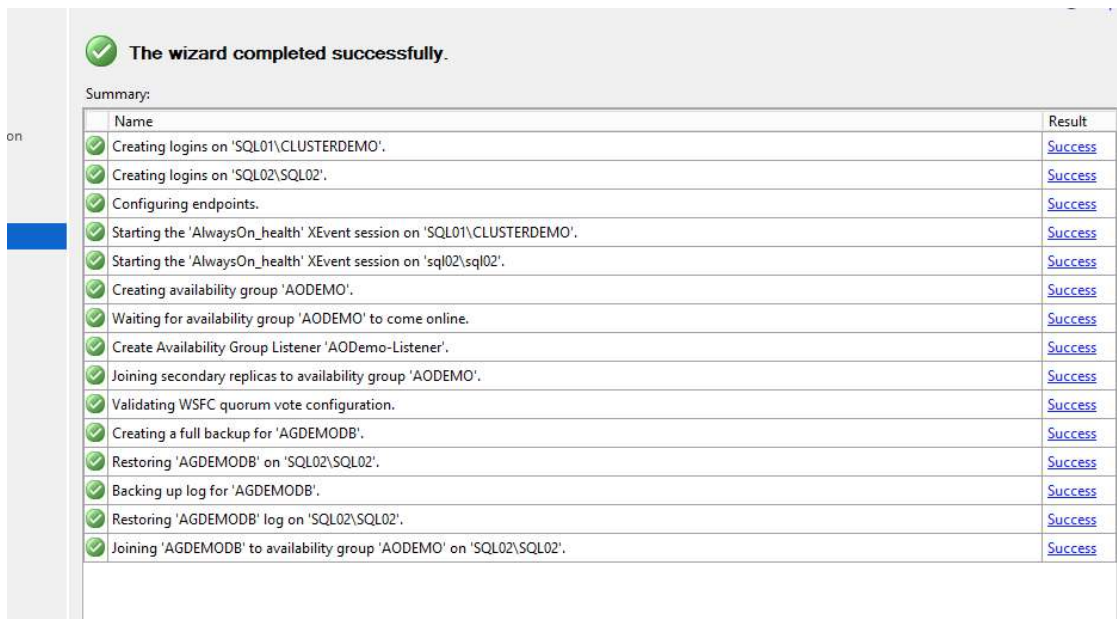 The wizard completed successfully.
Summary:
Name Result
on
Creating logins on 'SQL01\CLUSTERDEMO'. Success
Creating logins on 'SQL02\SQL02'. Success
Configuring endpoints. Success
Starting the 'AlwaysOn_health' XEvent session on 'SQL01\CLUSTERDEMO'. Success
Starting the 'AlwaysOn_health' XEvent session on 'sql02\sql02'. Success
Creating availability group 'AODEMO'. Success
Waiting for availability group 'AODEMO' to come online. Success
Create Availability Group Listener 'AODemo-Listener'. Success
Joining secondary replicas to availability group 'AODEMO'. Success
Validating WSFC quorum vote configuration. Success
Creating a full backup for 'AGDEMODB'. Success
Restoring 'AGDEMODB' on 'SQL02\SQL02'. Success
Backing up log for 'AGDEMODB'. Success
Restoring 'AGDEMODB' log on 'SQL02\SQL02'. Success
Joining 'AGDEMODB' to availability group 'AODEMO' on 'SQL02\SQL02'. Success